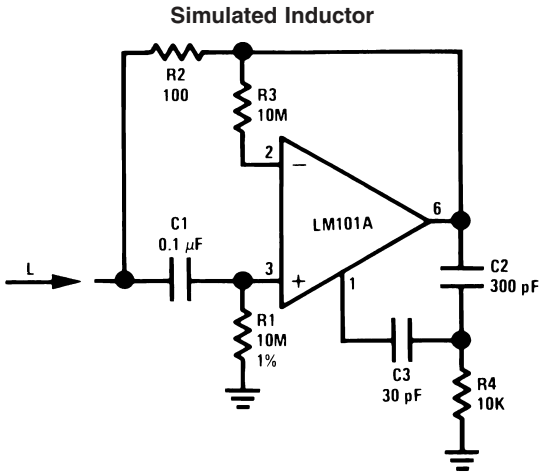 Simulated Inductor
R2
100
R3
10M
2
−
LM101A
6
C1
0.1 μF
L
3
+
1
C2
300 pF
R1
10M
1%
C3
30 pF
R4
10K